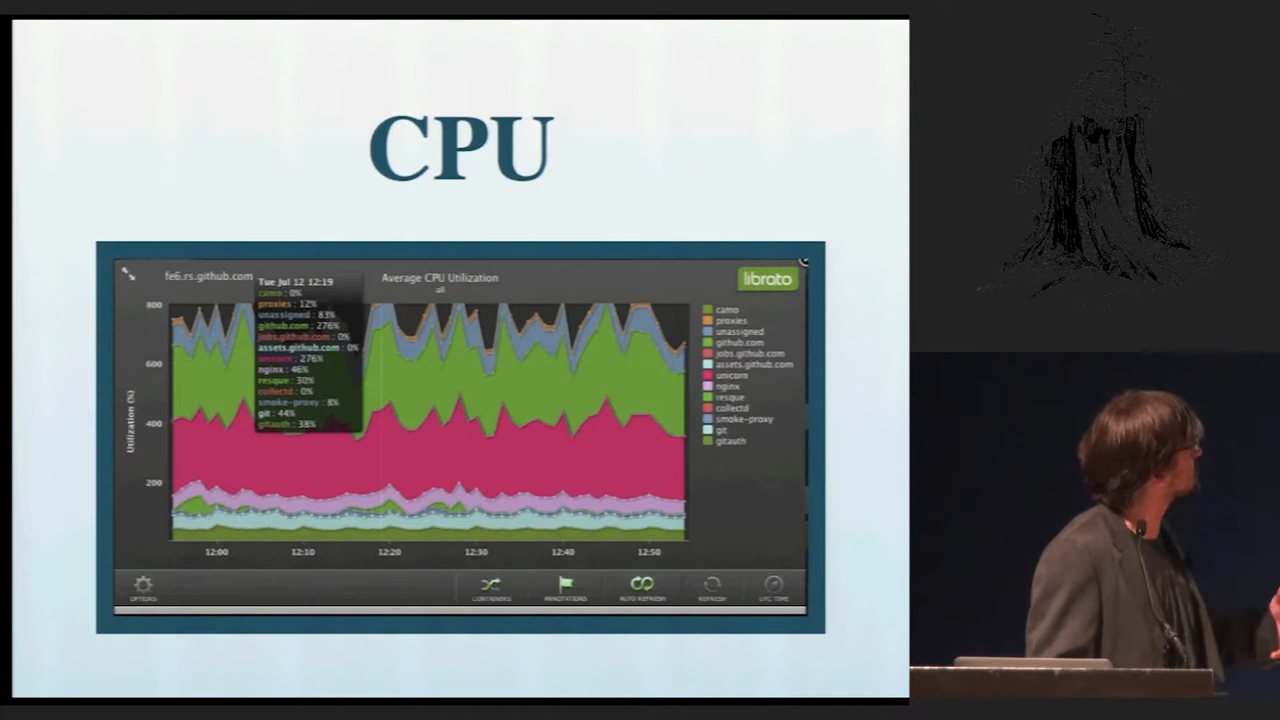 CPU
fe6.rs.github.com
Average CPU Utilization
all
librato
Tue Jul 12 12:19
camo : 0%
proxies : 12%
unassigned : 83%
github.com : 276%
jobs.github.com : 0%
assets.github.com : 0%
unicorn : 276%
nginx : 46%
resque : 30%
collectd : 0%
smoke-proxy : 8%
git : 44%
gitauth : 38%
Utilization (%)
800
600
400
200
12:00
12:10
12:20
12:30
12:40
12:50
camo
proxies
unassigned
github.com
jobs.github.com
assets.github.com
unicorn
nginx
resque
collectd
smoke-proxy
git
gitauth
OPTIONS
CONTAINERS
ANNOTATIONS
AUTO REFRESH
REFRESH
UTC TIME